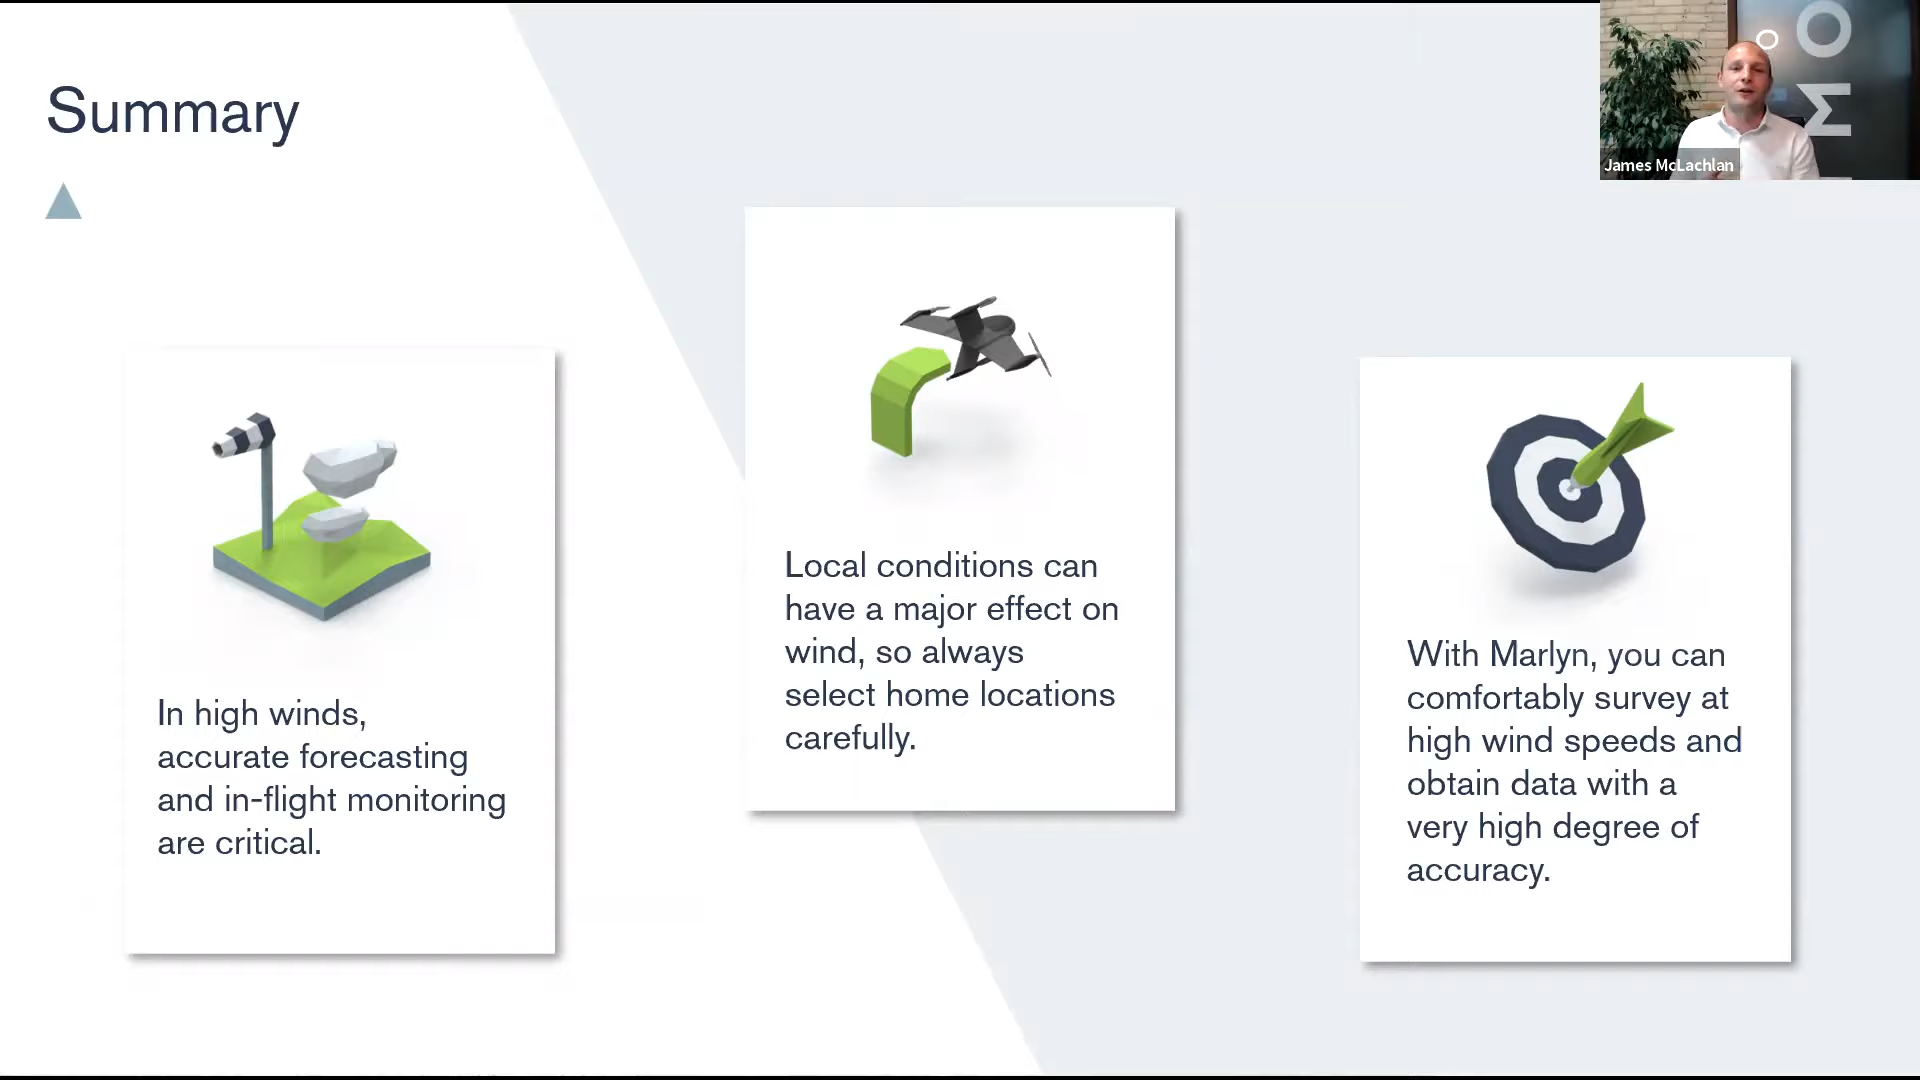 Summary
James McLachlan
In high winds,
accurate forecasting
and in-flight monitoring
are critical.
Local conditions can
have a major effect on
wind, so always
select home locations
carefully.
With Marlyn, you can
comfortably survey at
high wind speeds and
obtain data with a
very high degree of
accuracy.